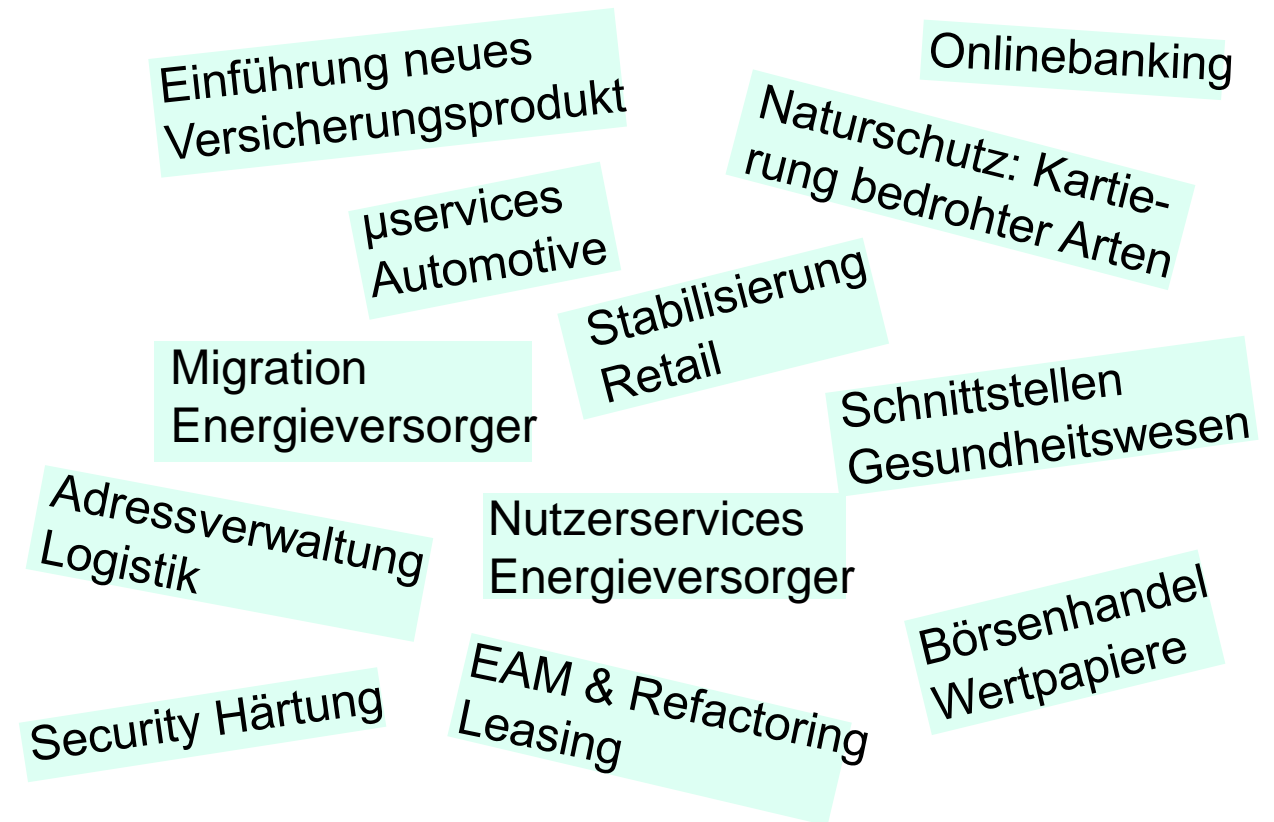 Einführung neues
Versicherungsprodukt
Onlinebanking
Naturschutz: Kartie-
rung bedrohter Arten
µservices
Automotive
Stabilisierung
Retail
Migration
Energieversorger
Schnittstellen
Gesundheitswesen
Adressverwaltung
Logistik
Nutzerservices
Energieversorger
Börsenhandel
Wertpapiere
Security Härtung
EAM & Refactoring
Leasing